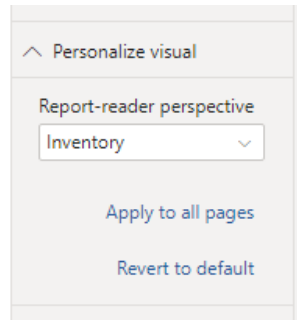 Personalize visual
Report-reader perspective
Inventory
Apply to all pages
Revert to default